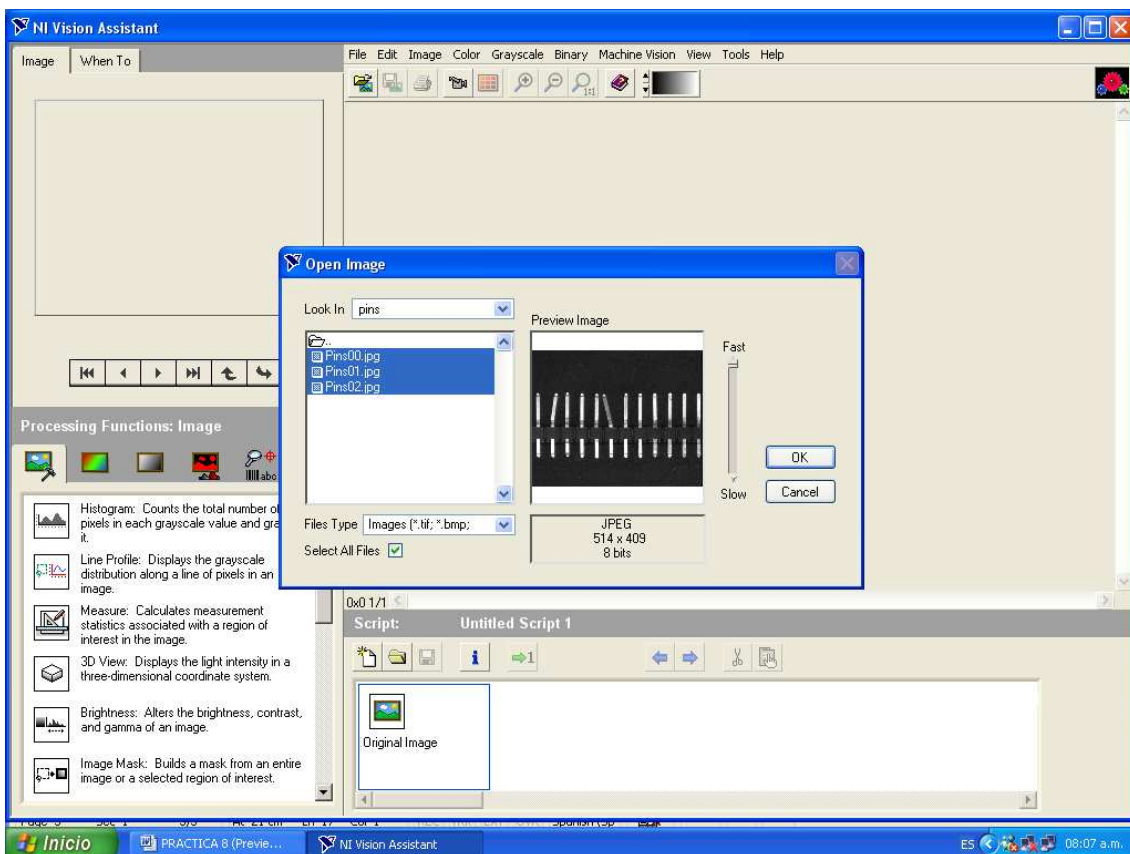 NI Vision Assistant
Image
When To
File Edit Image Color Grayscale Binary Machine Vision View Tools Help
1:1
Open Image
Look In pins
Preview Image
..
Pins00.jpg
Pins01.jpg
Pins02.jpg
Fast
Slow
OK
Cancel
Files Type Images (*.tif; *.bmp;
Select All Files
JPEG
514 x 409
8 bits
Processing Functions: Image
abc
Histogram: Counts the total number of
pixels in each grayscale value and gra
it.
Line Profile: Displays the grayscale
distribution along a line of pixels in an
image.
Measure: Calculates measurement
statistics associated with a region of
interest in the image.
3D View: Displays the light intensity in a
three-dimensional coordinate system.
Brightness: Alters the brightness, contrast,
and gamma of an image.
Image Mask: Builds a mask from an entire
image or a selected region of interest.
0x0 1/1
Script: Untitled Script 1
1
Original Image
Inicio
PRACTICA 8 (Previe...
NI Vision Assistant
ES
08:07 a.m.